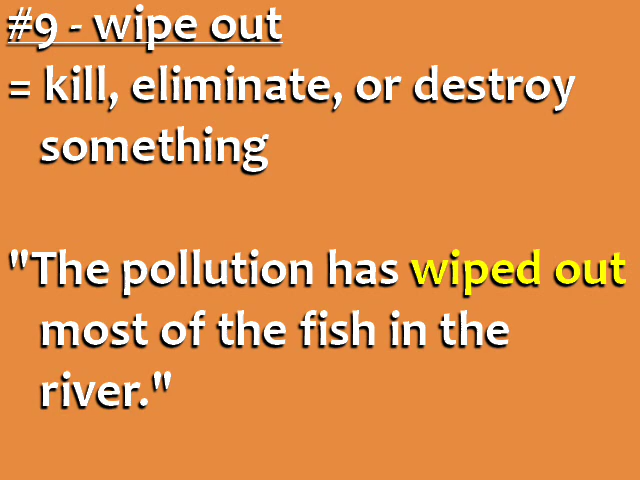 #9 - wipe out
= kill, eliminate, or destroy
something
"The pollution has wiped out
most of the fish in the
river."